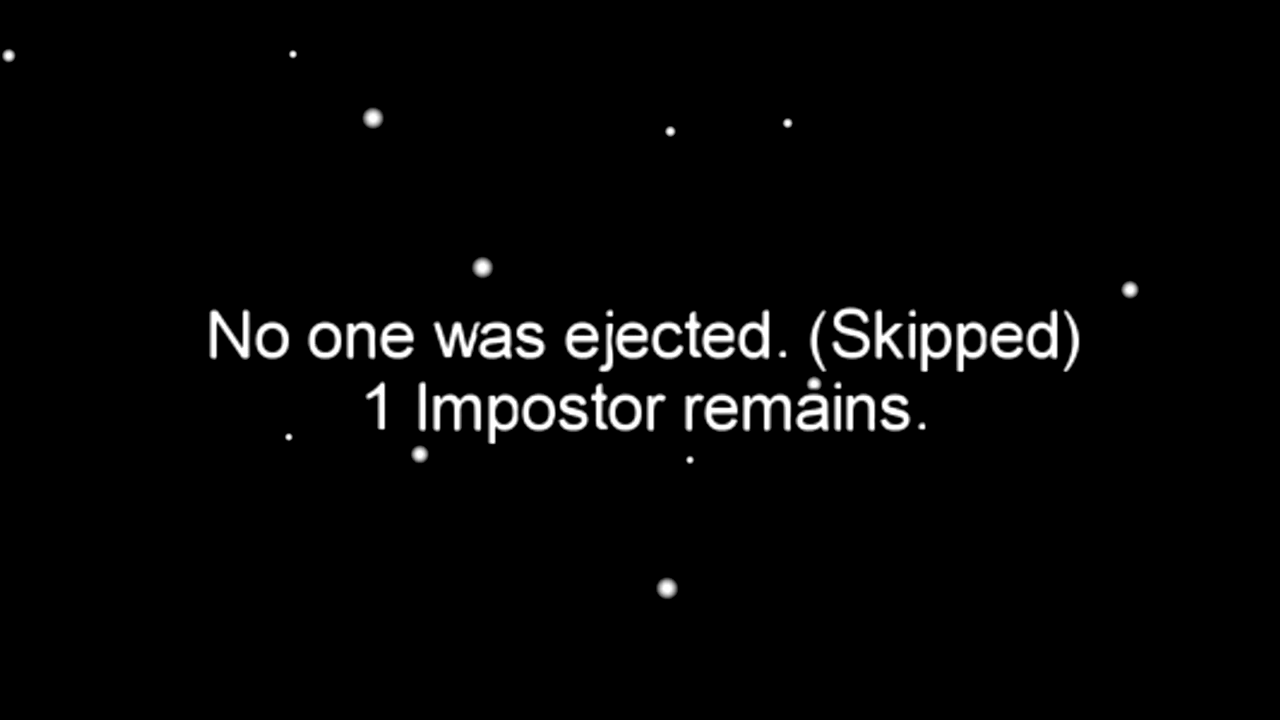 No one was ejected. (Skipped)
1 Impostor remains.